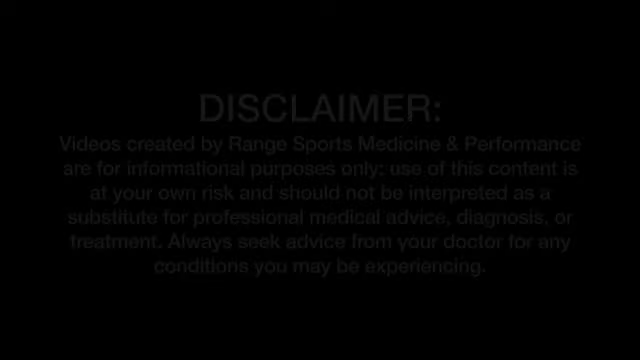 DISCLAIMER:
Videos created by Range Sports Medicine & Performance
are for informational purposes only: use of this content is
at your own risk and should not be interpreted as a
substitute for professional medical advice, diagnosis, or
treatment. Always seek advice from your doctor for any
conditions you may be experiencing.